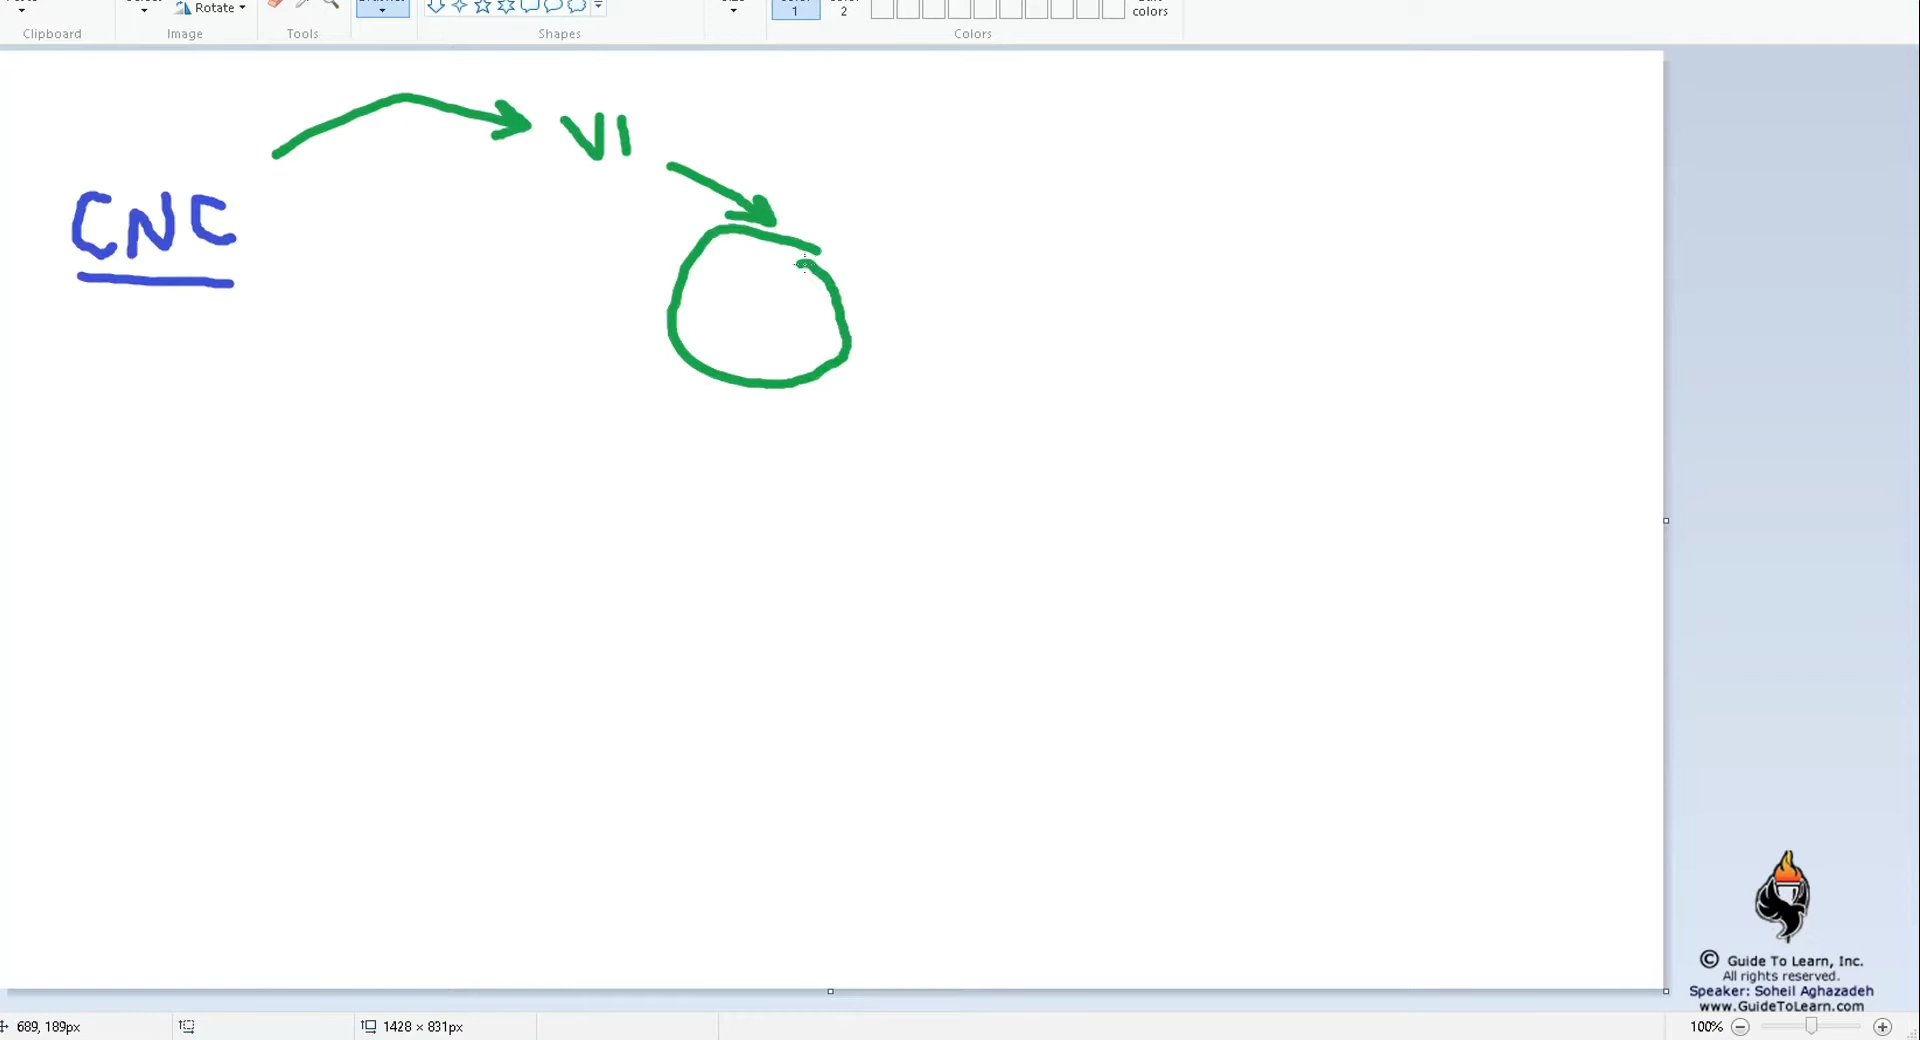 Rotate
Clipboard
Image
Tools
Shapes
1
2
colors
Colors
V1
CNC
© Guide To Learn, Inc.
All rights reserved.
Speaker: Soheil Aghazadeh
www.GuideToLearn.com
689, 189px
1428 × 831px
100%